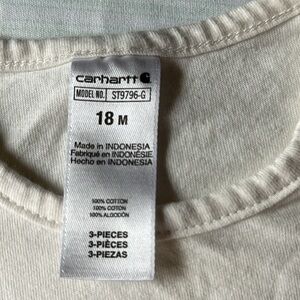 carhartt
MODEL NO. ST9796-G
18 M
Made in INDONESIA
Fabriqué en INDONÉSIE
Hecho en INDONESIA
100% COTTON
100% COTON
100% ALGODÓN
3-PIECES
3-PIÈCES
3-PIEZAS